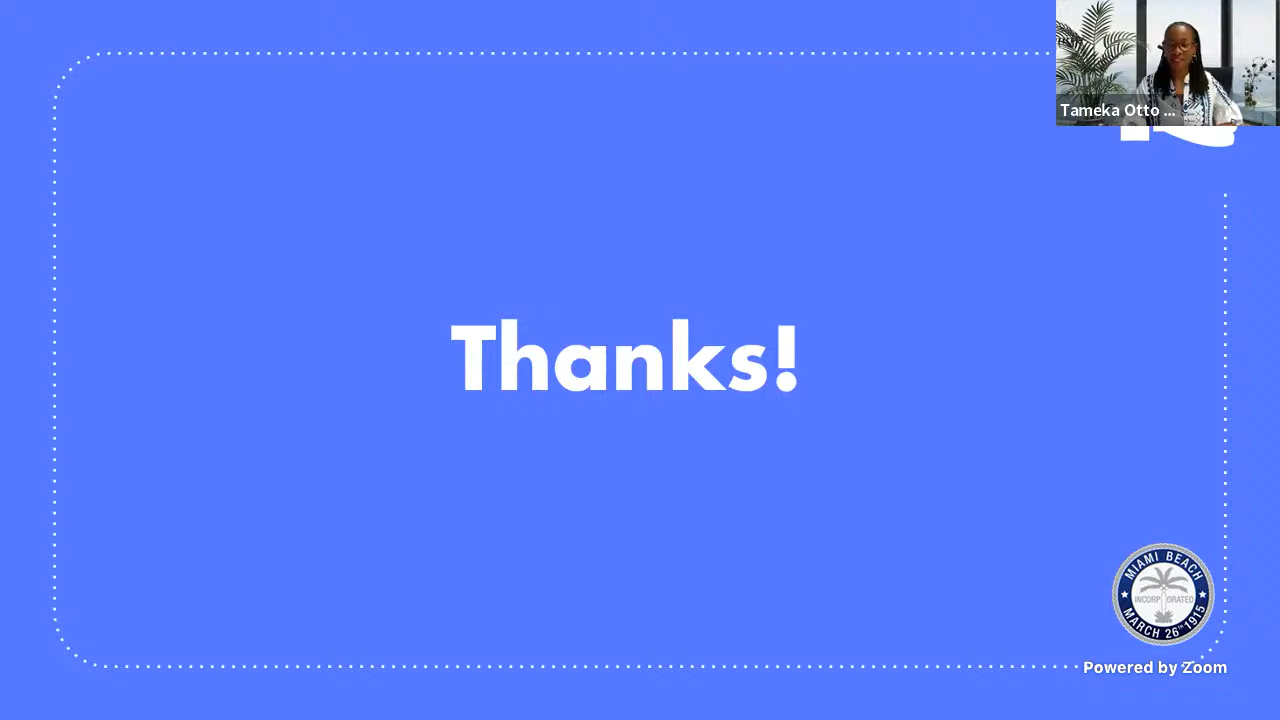 Tameka Otto ...
Thanks!
MIAMI BEACH
INCORPORATED
MARCH 26TH 1915
Powered by Zoom